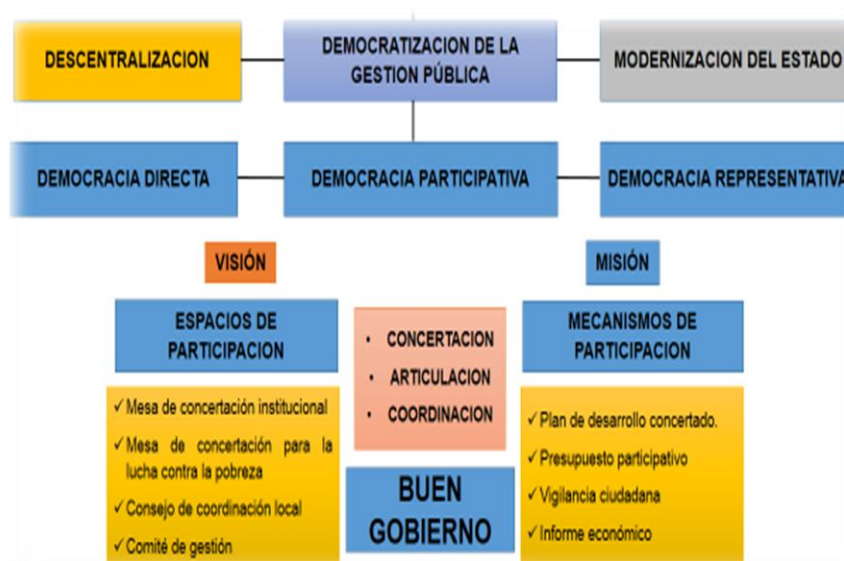 DESCENTRALIZACION
DEMOCRATIZACION DE LA
GESTION PÚBLICA
MODERNIZACION DEL ESTADO
DEMOCRACIA DIRECTA
DEMOCRACIA PARTICIPATIVA
DEMOCRACIA REPRESENTATIVA
VISIÓN
MISIÓN
ESPACIOS DE
PARTICIPACION
• CONCERTACION
• ARTICULACION
• COORDINACION
MECANISMOS DE
PARTICIPACION
✓ Mesa de concertación institucional
✓ Mesa de concertación para la
lucha contra la pobreza
✓ Consejo de coordinación local
✓ Comité de gestión
BUEN
GOBIERNO
✓ Plan de desarrollo concertado.
✓ Presupuesto participativo
✓ Vigilancia ciudadana
✓ Informe económico